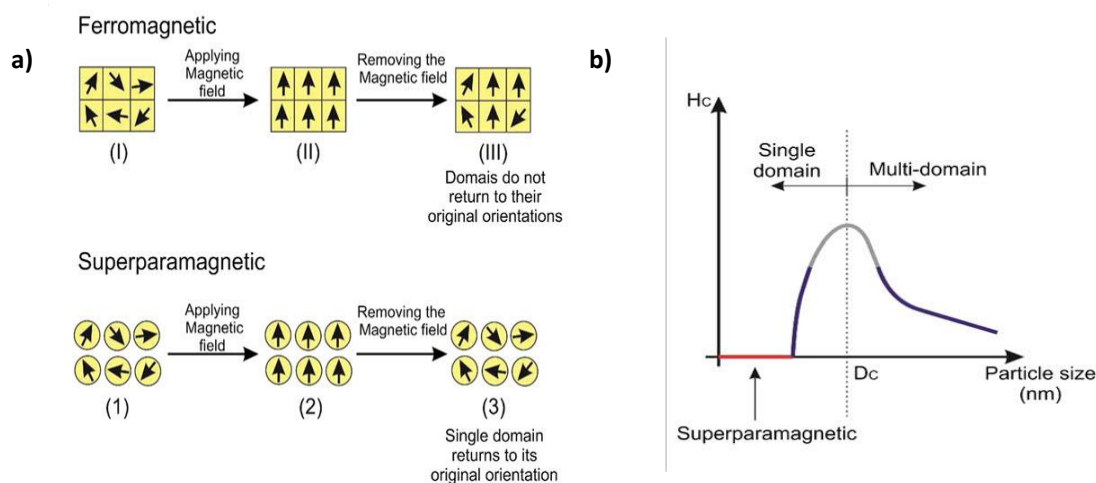 a)
Ferromagnetic
Applying
Magnetic
field
Removing the
Magnetic field
(I)
(II)
(III)
Domais do not
return to their
original orientations
Superparamagnetic
Applying
Magnetic
field
Removing the
Magnetic field
(1)
(2)
(3)
Single domain
returns to its
original orientation
b)
Hc
Single
domain
Multi-domain
Dc
Particle size
(nm)
Superparamagnetic